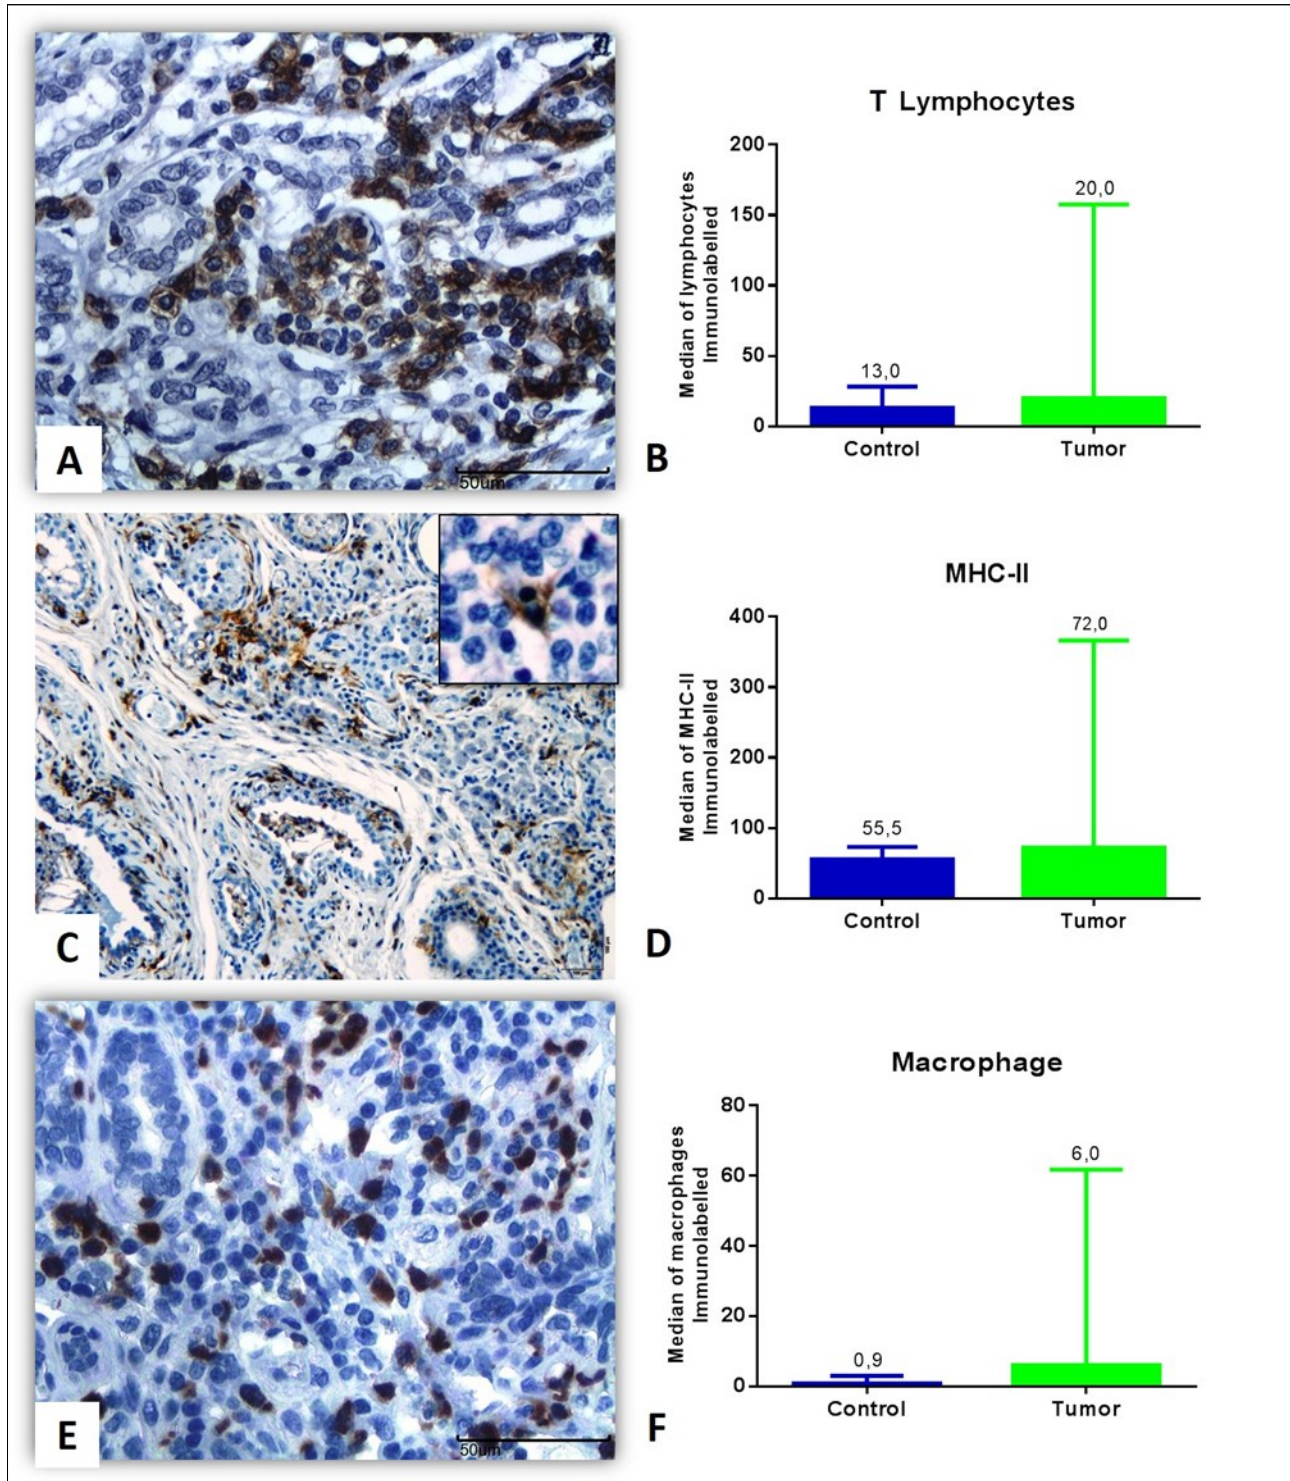 A
50um
T Lymphocytes
Median of lymphocytes
Immunolabelled
200
150
100
50
0
13,0
20,0
Control
Tumor
B
C
MHC-II
Median of MHC-II
Immunolabelled
400
300
200
100
0
55,5
72,0
Control
Tumor
D
E
50um
Macrophage
Median of macrophages
Immunolabelled
80
60
40
20
0
0,9
6,0
Control
Tumor
F